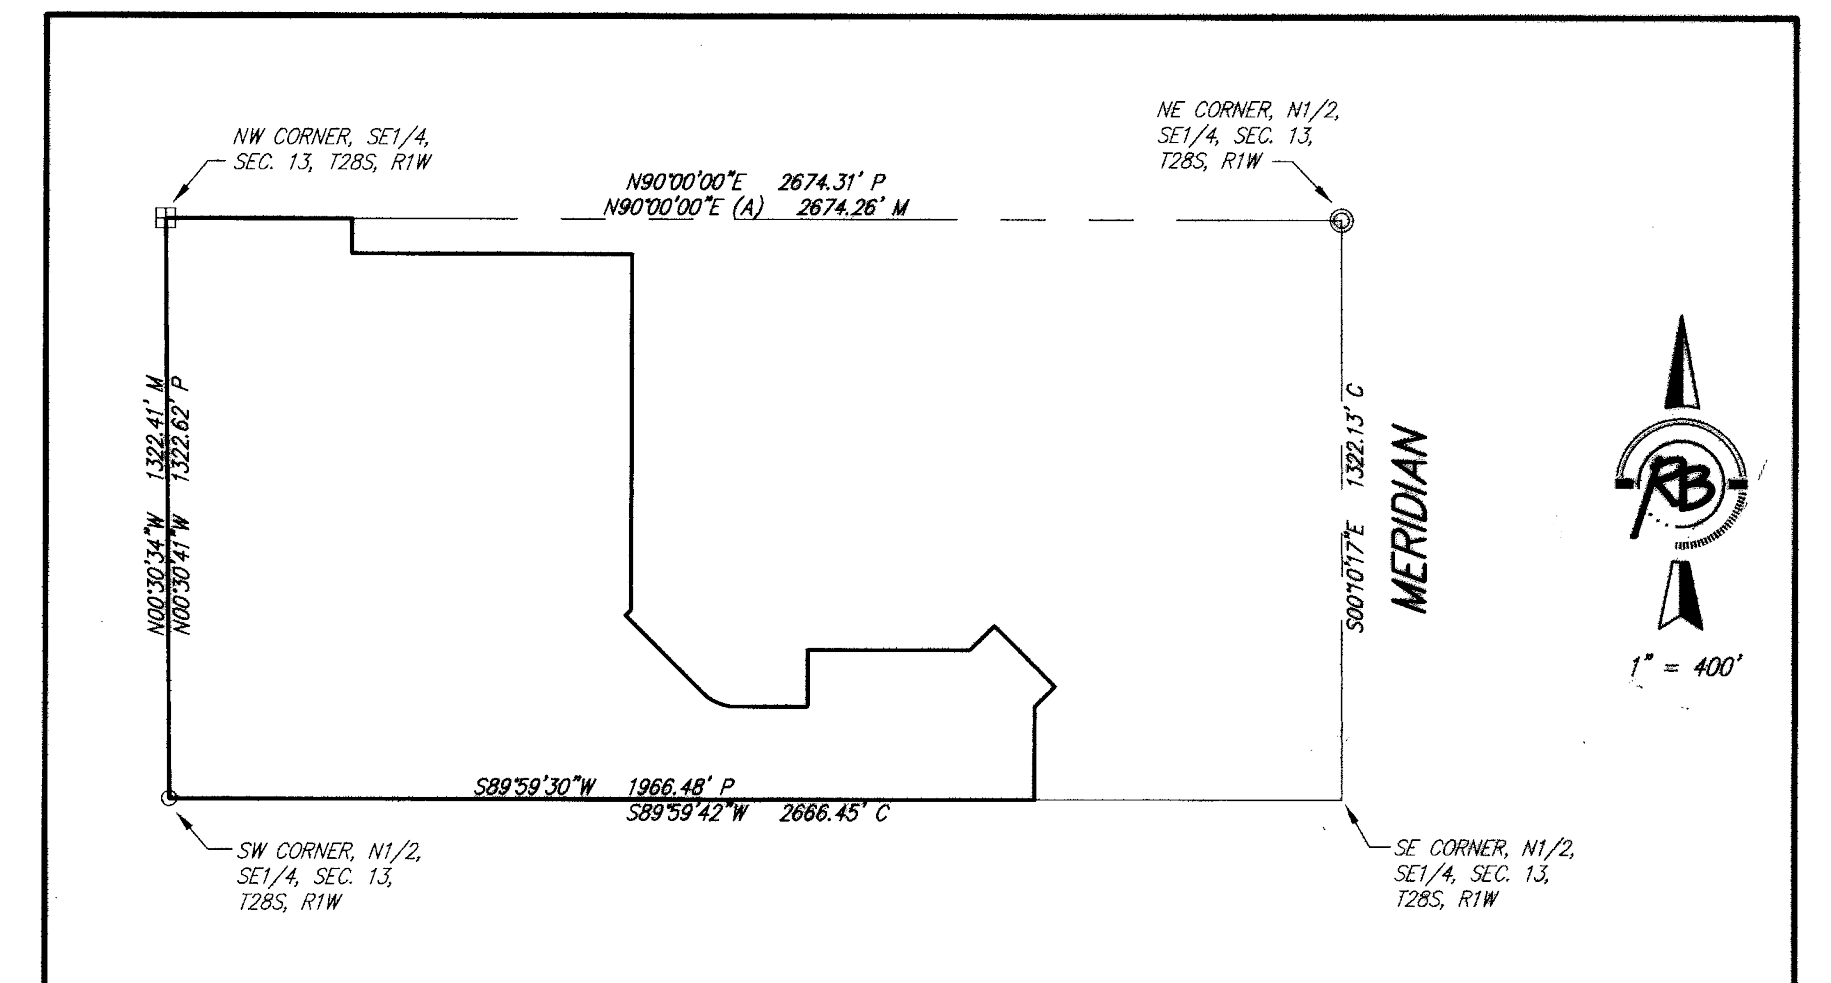 NW CORNER, SE1/4,
SEC. 13, T28S, R1W
NE CORNER, N1/2,
SE1/4, SEC. 13,
T28S, R1W
N90°00'00"E 2674.31' P
N90°00'00"E (A) 2674.26' M
N00°30'34"W 1322.41' M
N00°30'41"W 1322.62' P
S00°10'17"E 1322.13' C
MERIDIAN
RB
1" = 400'
S89°59'30"W 1966.48' P
S89°59'42"W 2666.45' C
SW CORNER, N1/2,
SE1/4, SEC. 13,
T28S, R1W
SE CORNER, N1/2,
SE1/4, SEC. 13,
T28S, R1W